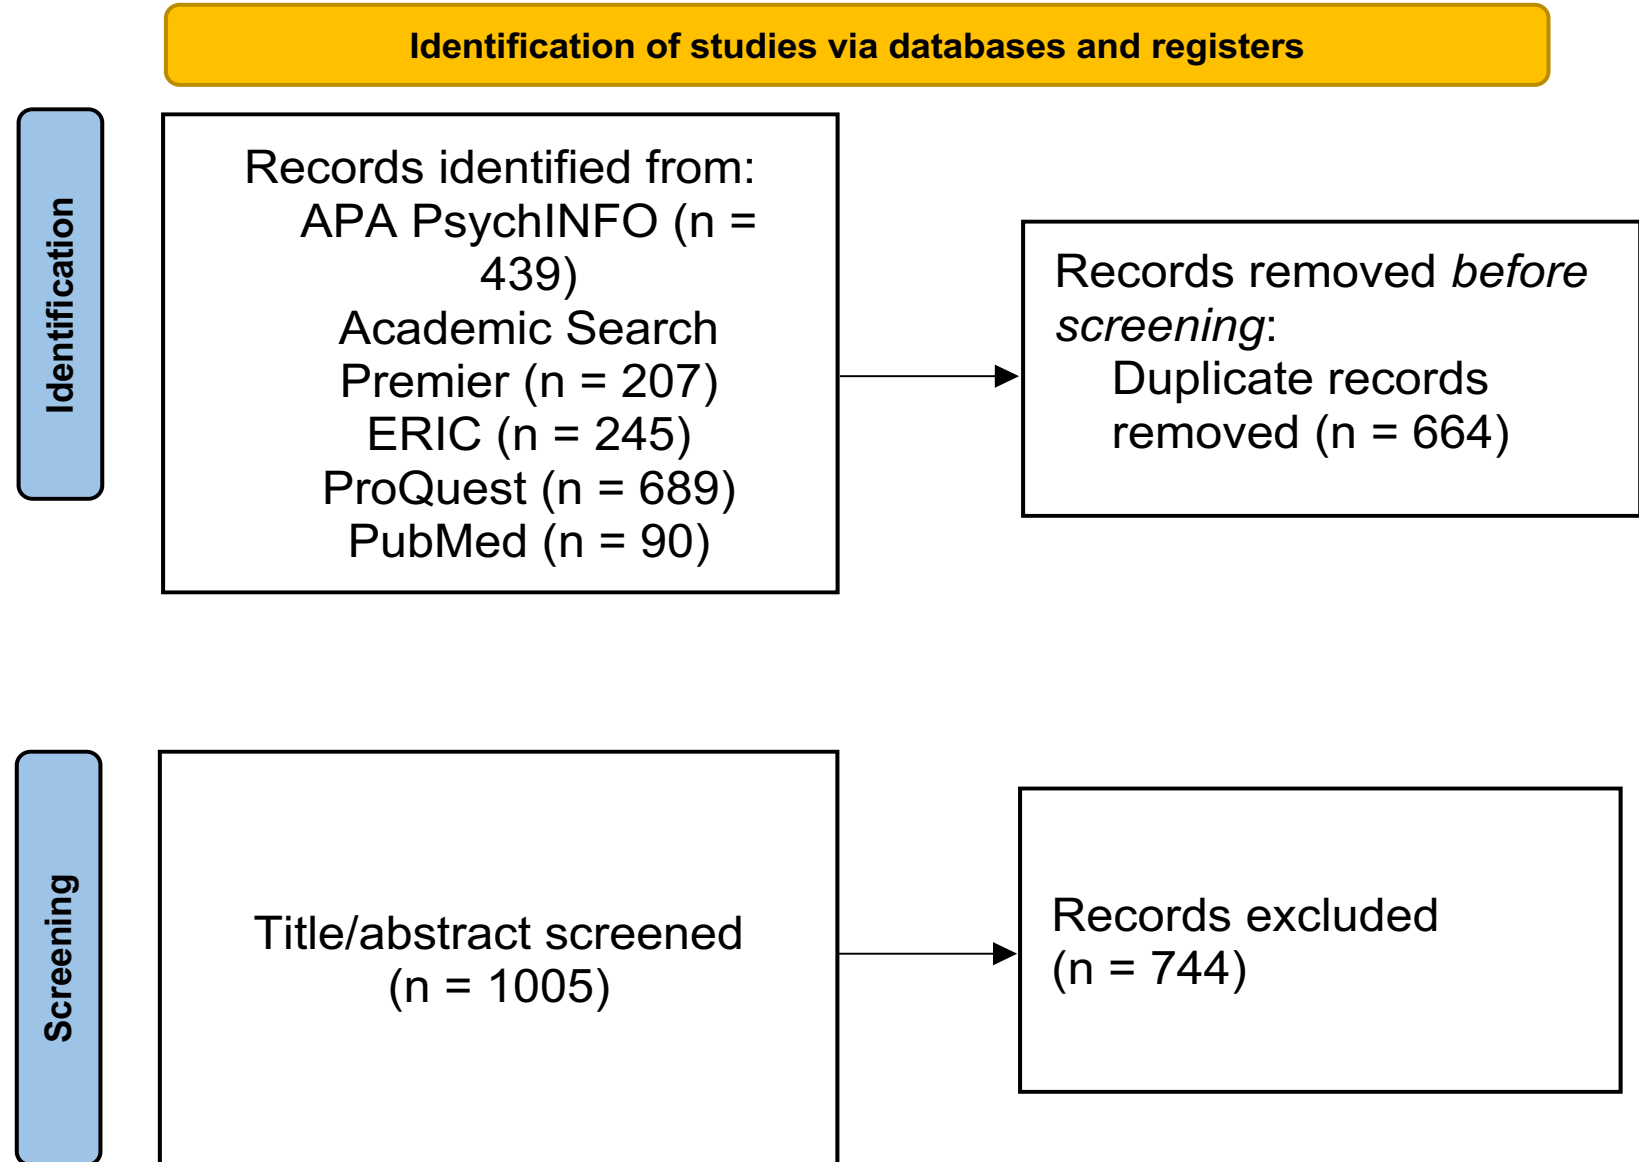 Identification of studies via databases and registers
Identification
Records identified from:
APA PsychINFO (n =
439)
Academic Search
Premier (n = 207)
ERIC (n = 245)
ProQuest (n = 689)
PubMed (n = 90)
Records removed before
screening:
Duplicate records
removed (n = 664)
Screening
Title/abstract screened
(n = 1005)
Records excluded
(n = 744)